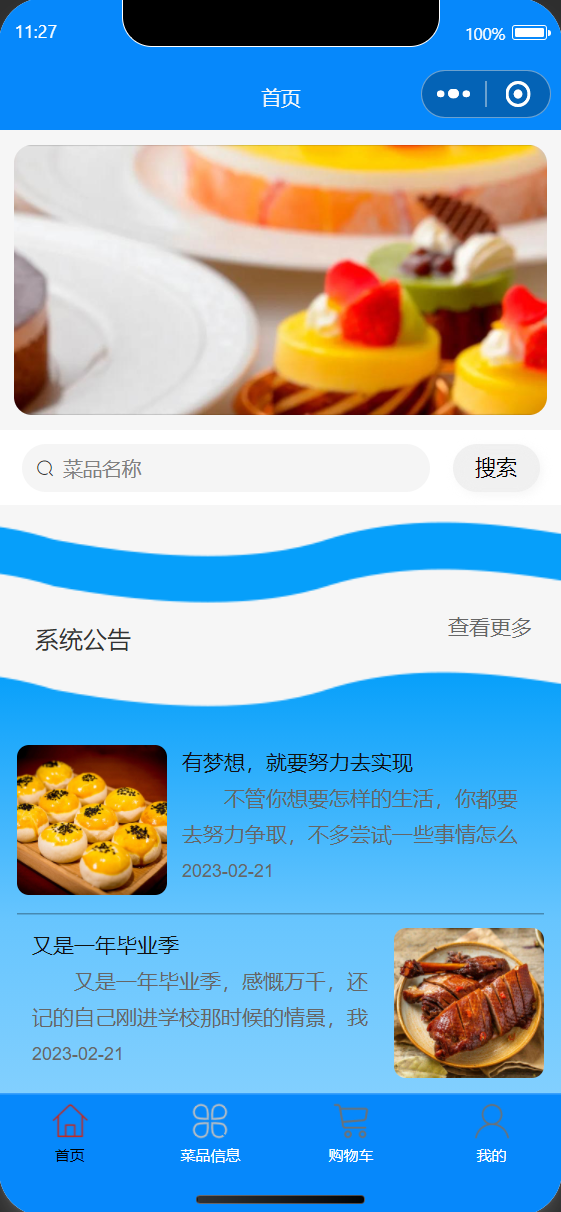 11:27
100%
首页
菜品名称
搜索
系统公告
查看更多
有梦想，就要努力去实现
不管你想要怎样的生活，你都要
去努力争取，不多尝试一些事情怎么
2023-02-21
又是一年毕业季
又是一年毕业季，感慨万千，还
记的自己刚进学校那时候的情景，我
2023-02-21
首页
菜品信息
购物车
我的